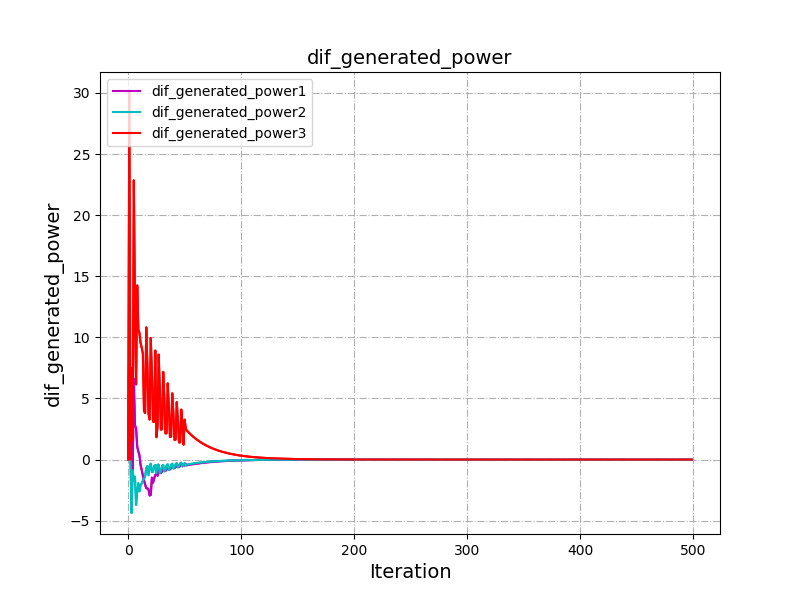 dif_generated_power
dif_generated_power1
dif_generated_power2
dif_generated_power3
30
25
20
15
10
5
0
−5
dif_generated_power
0 100 200 300 400 500
Iteration